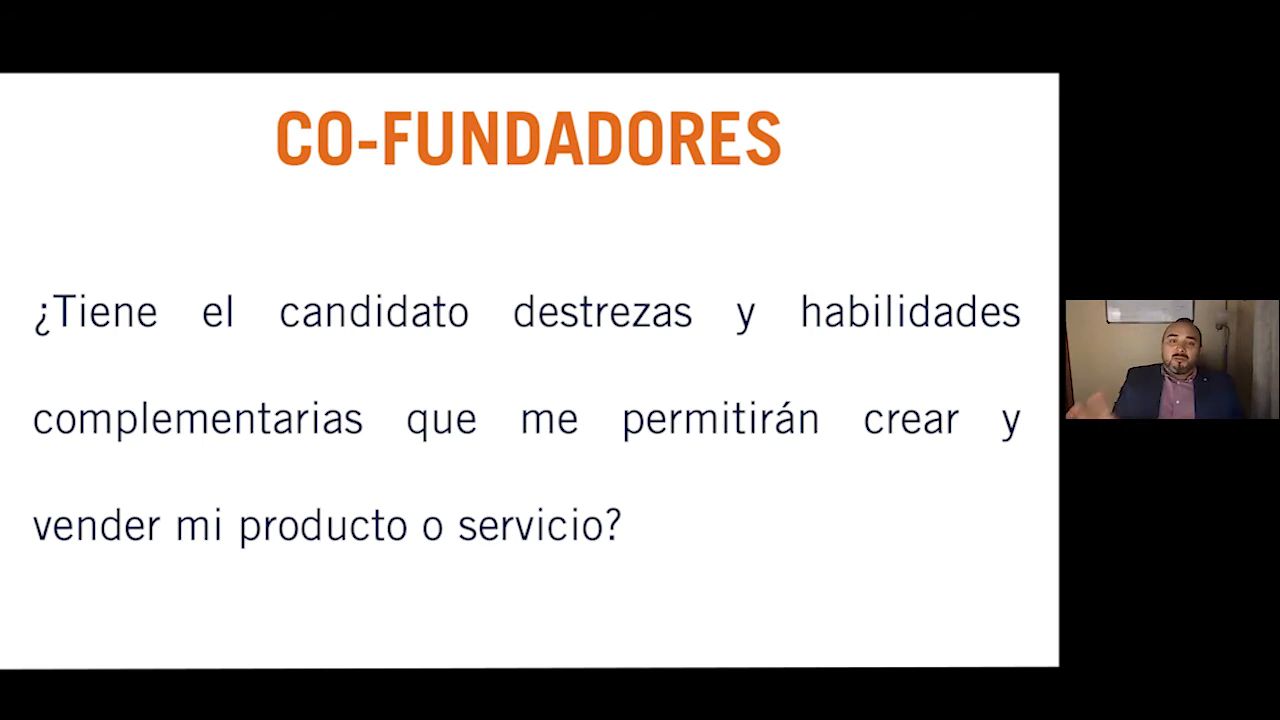 CO-FUNDADORES
¿Tiene el candidato destrezas y habilidades
complementarias que me permitirán crear y
vender mi producto o servicio?